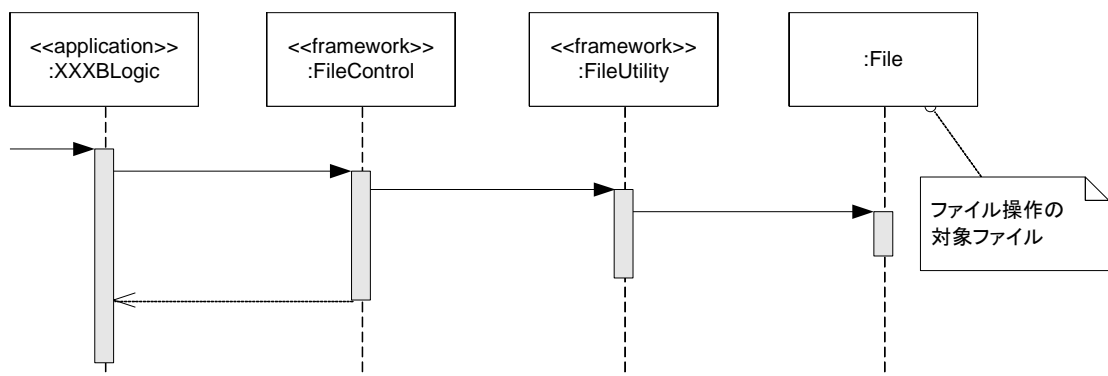 <<application>>
:XXXBLogic
<<framework>>
:FileControl
<<framework>>
:FileUtility
:File
ファイル操作の
対象ファイル